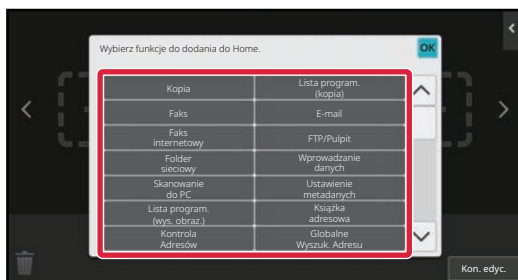 Wybierz funkcje do dodania do Home.
OK
Kopia
Lista program.
(kopia)
Faks
E-mail
Faks
internetowy
FTP/Pulpit
Folder
sieciowy
Wprowadzanie
danych
Skanowanie
do PC
Ustawienie
metadanych
Lista program.
(wys. obraz.)
Książka
adresowa
Kontrola
Adresów
Globalne
Wyszuk. Adresu
Kon. edyc.